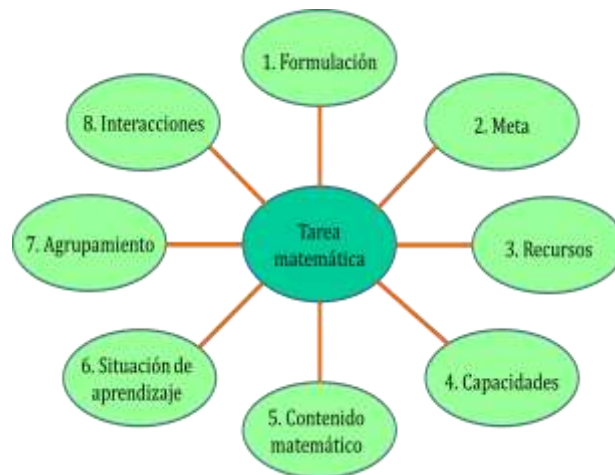 1. Formulación
2. Meta
3. Recursos
4. Capacidades
5. Contenido
matemático
6. Situación de
aprendizaje
7. Agrupamiento
8. Interacciones
Tarea
matemática